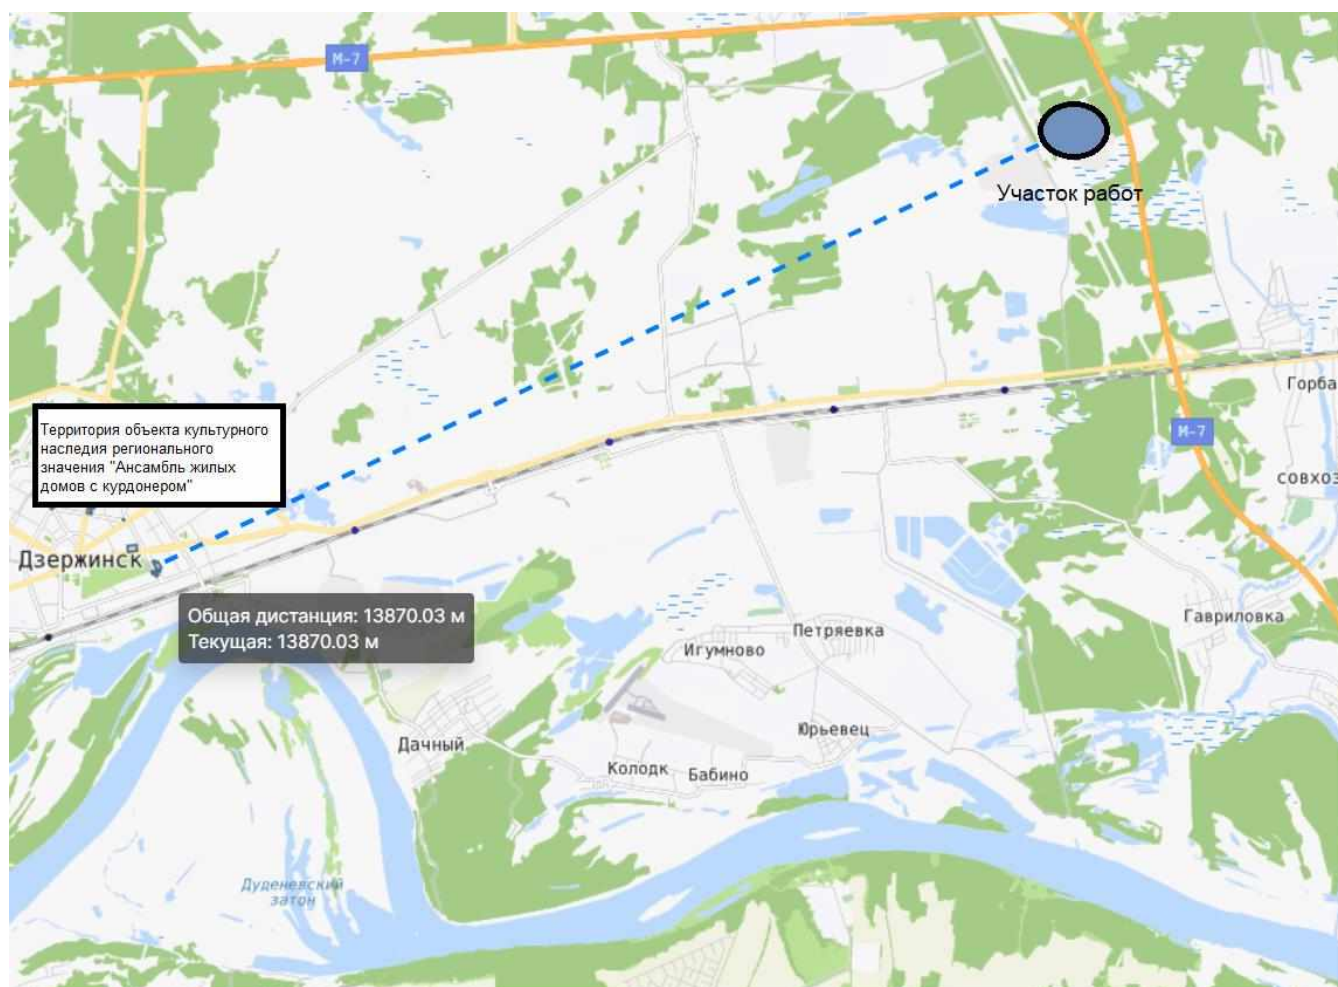 М-7
Участок работ
Территория объекта культурного
наследия регионального
значения "Ансамбль жилых
домов с курдонером"
Горба
М-7
совхоз
Дзержинск
Общая дистанция: 13870.03 м
Текущая: 13870.03 м
Гавриловка
Петряевка
Игумново
Юрьевец
Дачный
Колодк
Бабино
Дуденевский
затон